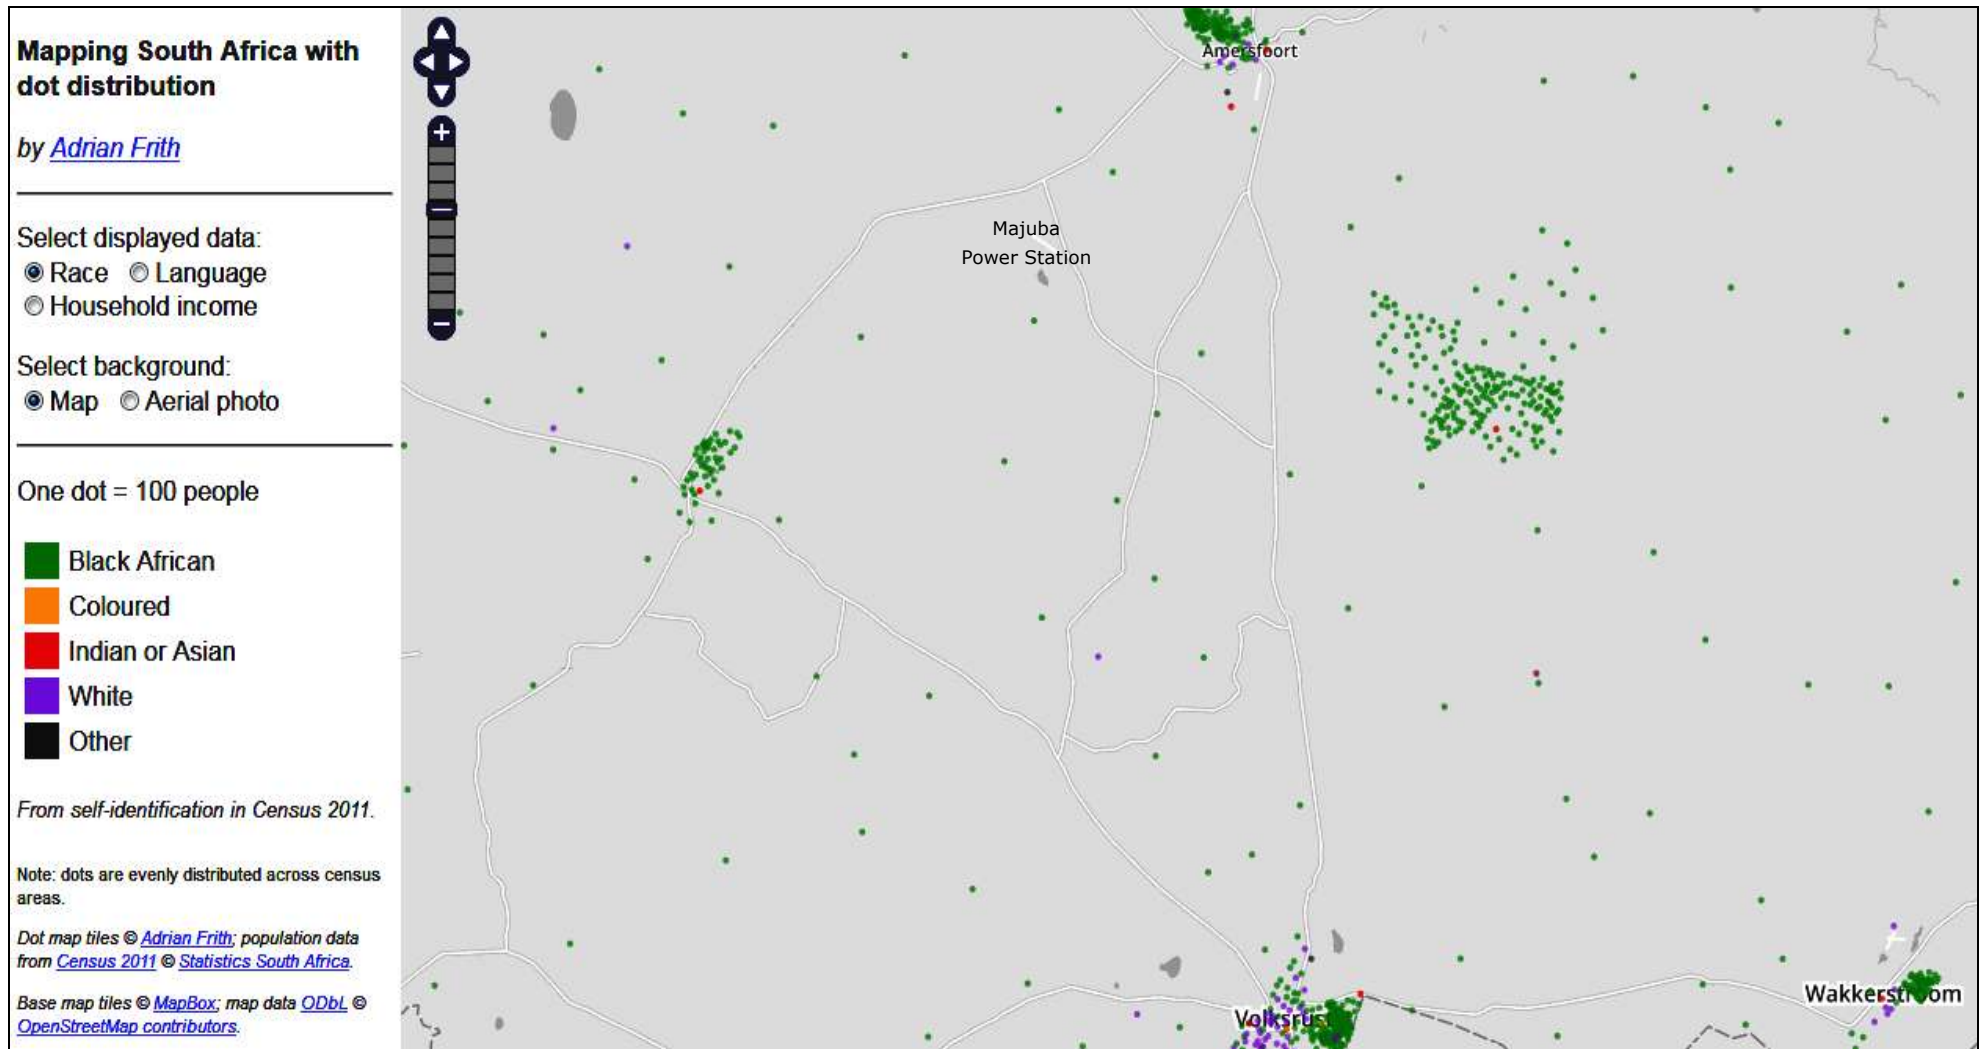 Mapping South Africa with
dot distribution
by Adrian Frith
Select displayed data:
Race Language
Household income
Select background:
Map Aerial photo
One dot = 100 people
Black African
Coloured
Indian or Asian
White
Other
From self-identification in Census 2011.
Note: dots are evenly distributed across census
areas.
Dot map tiles © Adrian Frith; population data
from Census 2011 © Statistics South Africa.
Base map tiles © MapBox; map data ODbL ©
OpenStreetMap contributors.
Amersfoort
Majuba
Power Station
Volksrust
Wakkerstroom